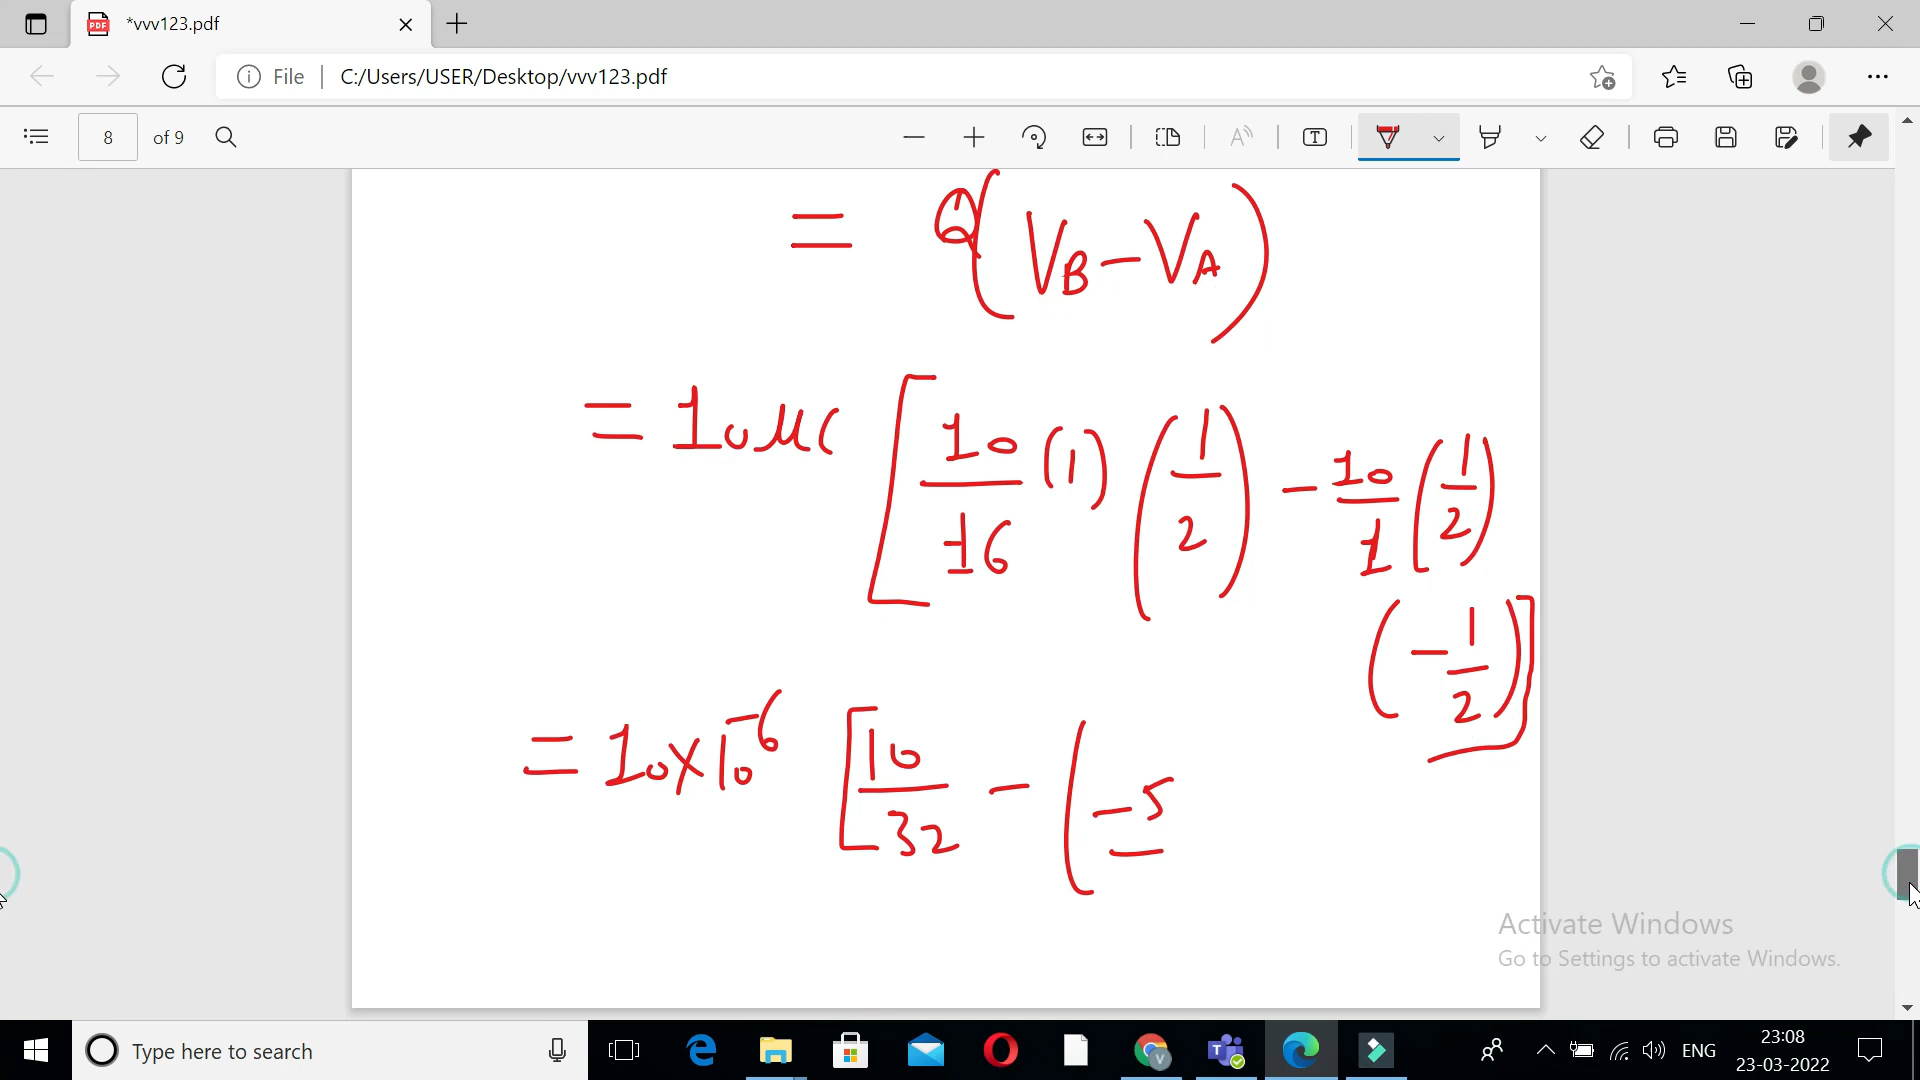 *vvv123.pdf
File C:/Users/USER/Desktop/vvv123.pdf
8 of 9
= Q(V_B - V_A)
= 10μC [10/16 (1) (1/2) - 10/1 (1/2)
(-1/2)]
= 10×10^-6 [10/32 - (-5
Activate Windows
Go to Settings to activate Windows.
Type here to search
ENG
23:08
23-03-2022